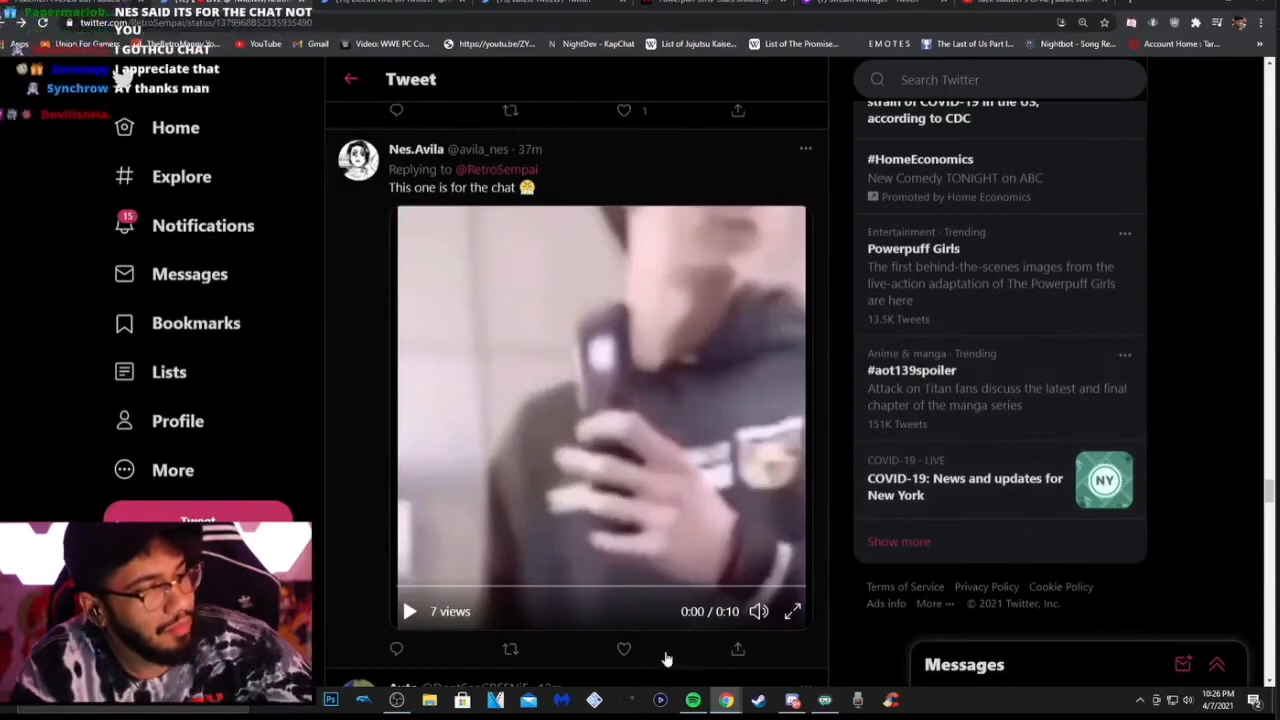 twitter.com/RetroSempai/status/1379968852335935490
Apps
Union For Gamers
TheRetroManny You
YouTube
Gmail
Video: WWE PC Co...
https://youtu.be/ZY...
NightDev - KapChat
List of Jujutsu Kaise...
List of The Promise...
E M O T E S
The Last of Us Part I...
Nightbot - Song Re...
Account Home : Tar...
NES SAID ITS FOR THE CHAT NOT
YOU
I GOTHCU CHAT
I appreciate that
Synchrow AY thanks man
Home
Explore
15
Notifications
Messages
Bookmarks
Lists
Profile
More
Tweet
Tweet
1
Nes.Avila @avila_nes · 37m
Replying to @RetroSempai
This one is for the chat 😤
7 views
0:00 / 0:10
Search Twitter
strain of COVID-19 in the US,
according to CDC
#HomeEconomics
New Comedy TONIGHT on ABC
Promoted by Home Economics
Entertainment · Trending
Powerpuff Girls
The first behind-the-scenes images from the
live-action adaptation of The Powerpuff Girls
are here
13.5K Tweets
Anime & manga · Trending
#aot139spoiler
Attack on Titan fans discuss the latest and final
chapter of the manga series
151K Tweets
COVID-19 · LIVE
COVID-19: News and updates for
New York
NY
Show more
Terms of Service Privacy Policy Cookie Policy
Ads info More ··· © 2021 Twitter, Inc.
Messages
10:26 PM
4/7/2021